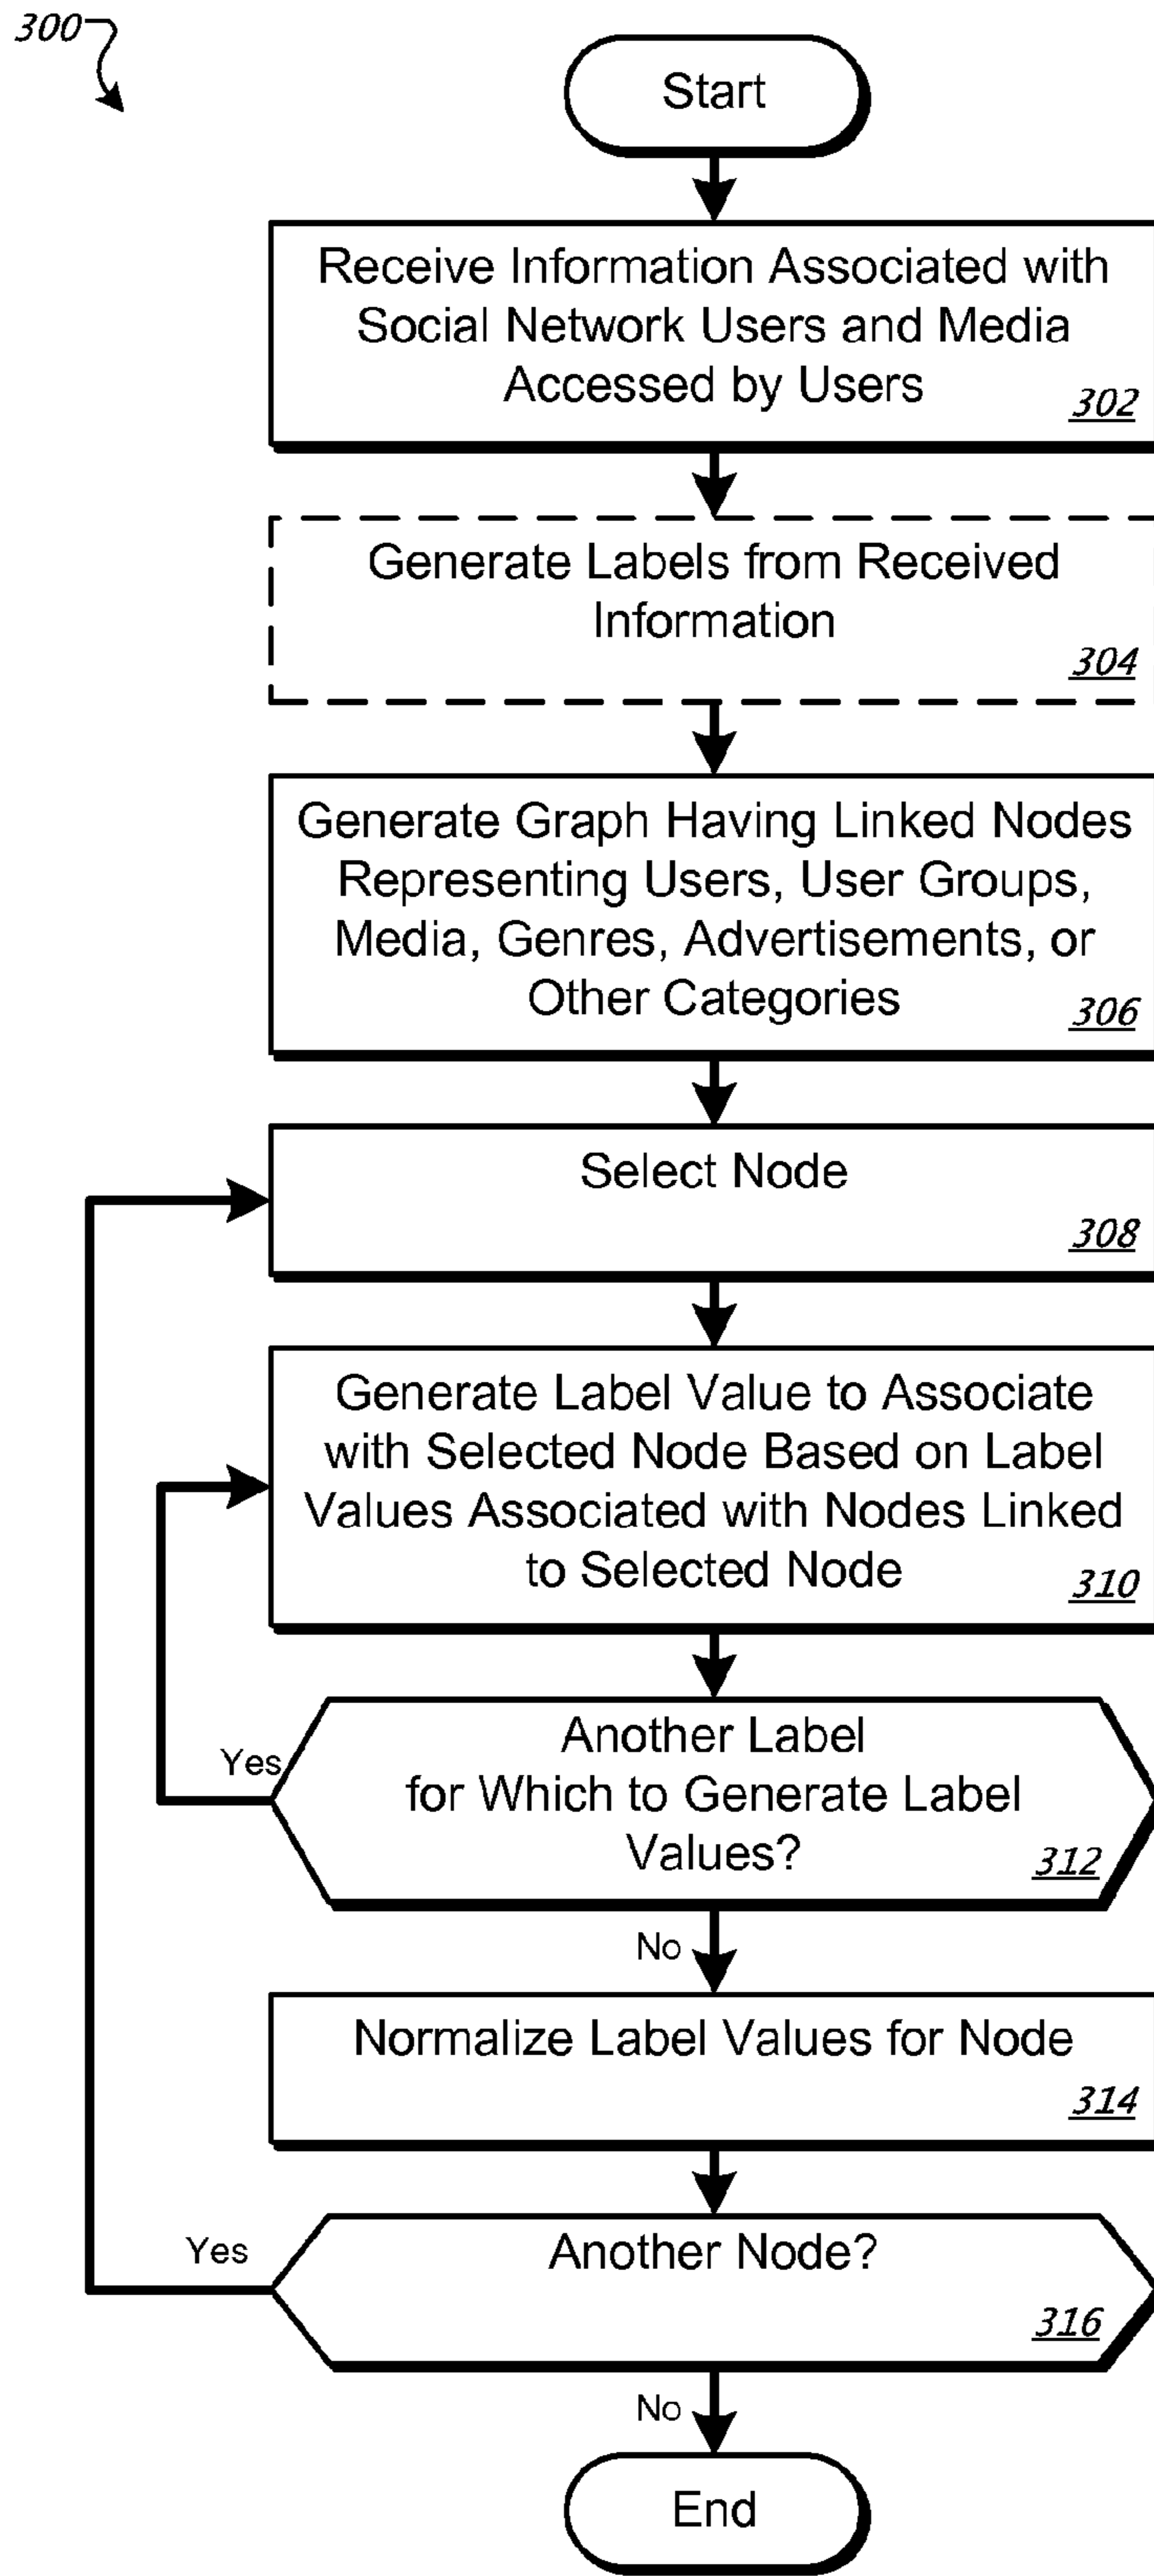 300
Start
Receive Information Associated with
Social Network Users and Media
Accessed by Users
302
Generate Labels from Received
Information
304
Generate Graph Having Linked Nodes
Representing Users, User Groups,
Media, Genres, Advertisements, or
Other Categories
306
Select Node
308
Generate Label Value to Associate
with Selected Node Based on Label
Values Associated with Nodes Linked
to Selected Node
310
Another Label
for Which to Generate Label
Values?
312
Yes
No
Normalize Label Values for Node
314
Another Node?
316
Yes
No
End